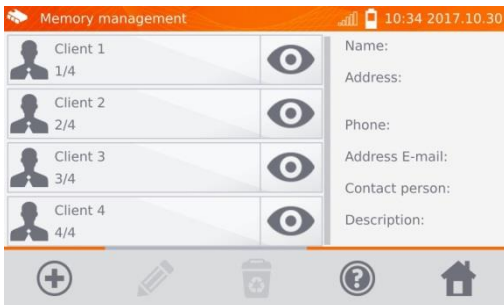 Memory management
10:34 2017.10.30
Client 1
1/4
Client 2
2/4
Client 3
3/4
Client 4
4/4
Name:
Address:
Phone:
Address E-mail:
Contact person:
Description: